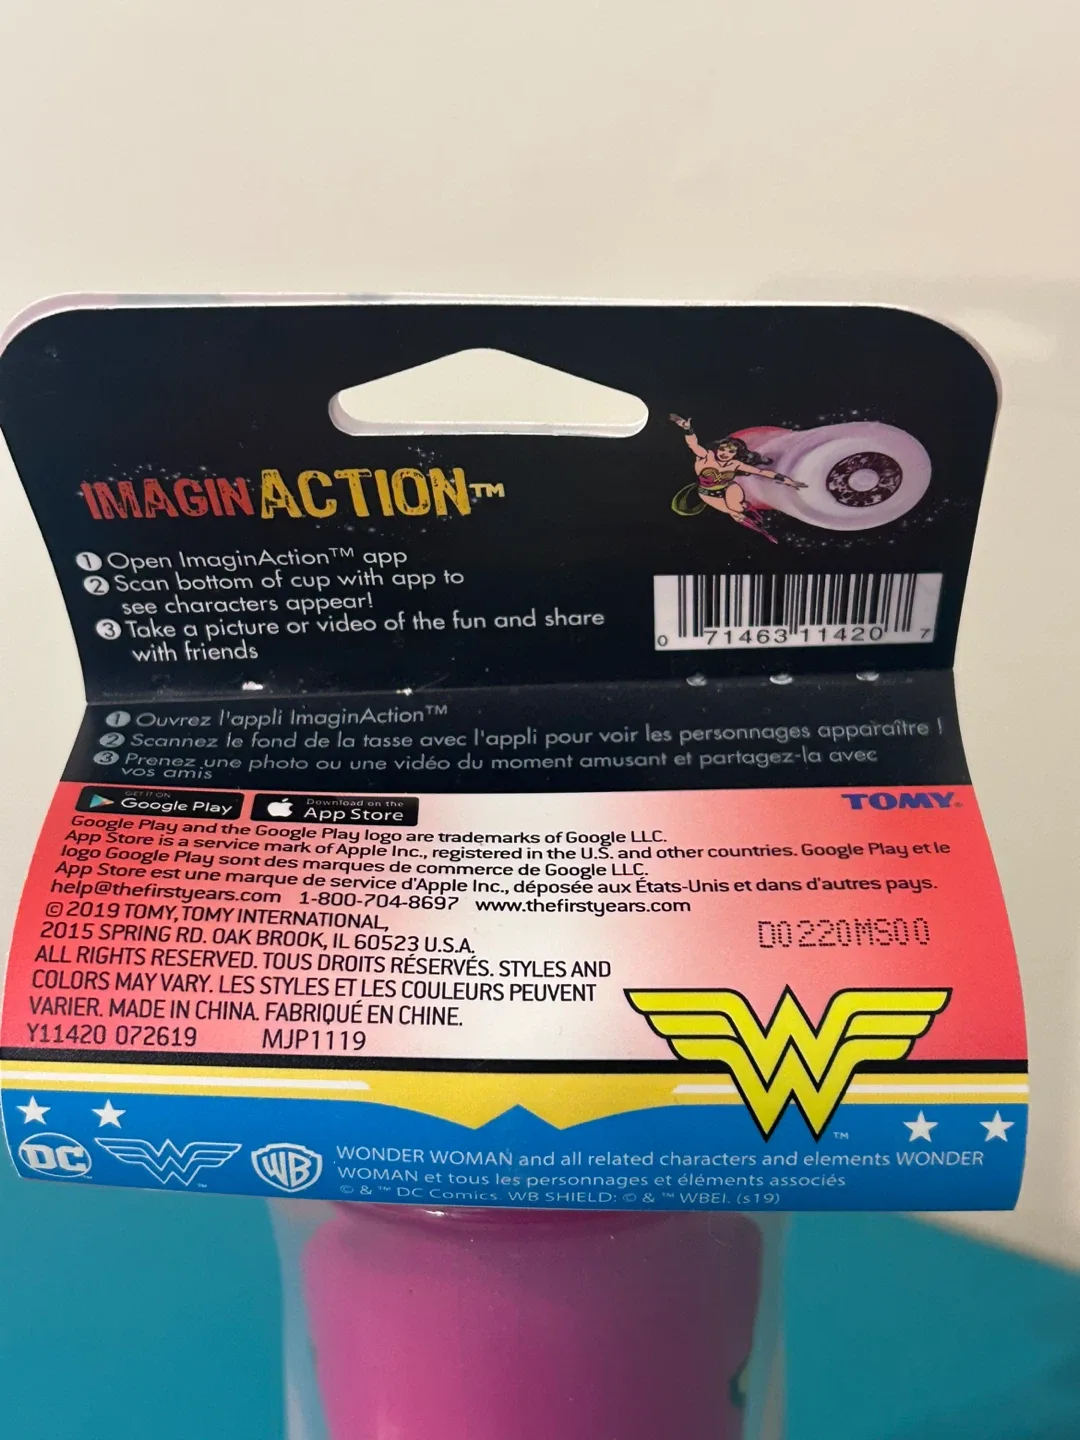 IMAGINACTION™
1 Open ImaginAction™ app
2 Scan bottom of cup with app to
see characters appear!
3 Take a picture or video of the fun and share
with friends
0 71463 11420 7
1 Ouvrez l'appli ImaginAction™
2 Scannez le fond de la tasse avec l'appli pour voir les personnages apparaître !
3 Prenez une photo ou une vidéo du moment amusant et partagez-la avec
vos amis
GET IT ON
Google Play
Download on the
App Store
TOMY®
Google Play and the Google Play logo are trademarks of Google LLC.
App Store is a service mark of Apple Inc., registered in the U.S. and other countries. Google Play et le
logo Google Play sont des marques de commerce de Google LLC.
App Store est une marque de service d'Apple Inc., déposée aux États-Unis et dans d'autres pays.
help@thefirstyears.com 1-800-704-8697 www.thefirstyears.com
© 2019 TOMY, TOMY INTERNATIONAL,
2015 SPRING RD. OAK BROOK, IL 60523 U.S.A.
ALL RIGHTS RESERVED. TOUS DROITS RÉSERVÉS. STYLES AND
COLORS MAY VARY. LES STYLES ET LES COULEURS PEUVENT
VARIER. MADE IN CHINA. FABRIQUÉ EN CHINE.
Y11420 072619 MJP1119
D0220MS00
W™
DC™
W™
WB
WONDER WOMAN and all related characters and elements WONDER
WOMAN et tous les personnages et éléments associés
© & ™ DC Comics. WB SHIELD: © & ™ WBEI. (s19)